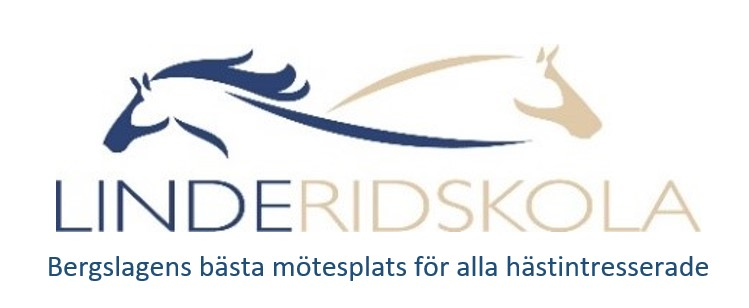 LINDERIDSKOLA
Bergslagens bästa mötesplats för alla hästintresserade